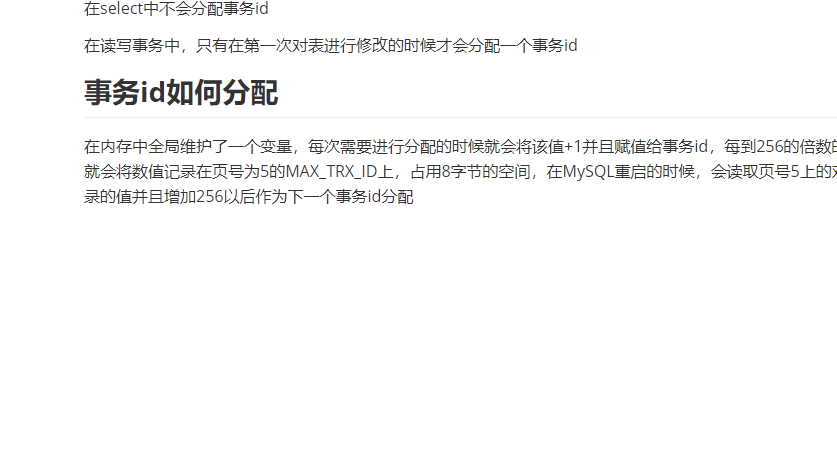 在select中不会分配事务id
在读写事务中，只有在第一次对表进行修改的时候才会分配一个事务id
事务id如何分配
在内存中全局维护了一个变量，每次需要进行分配的时候就会将该值+1并且赋值给事务id，每到256的倍数
就会将数值记录在页号为5的MAX_TRX_ID上，占用8字节的空间，在MySQL重启的时候，会读取页号5上的
录的值并且增加256以后作为下一个事务id分配